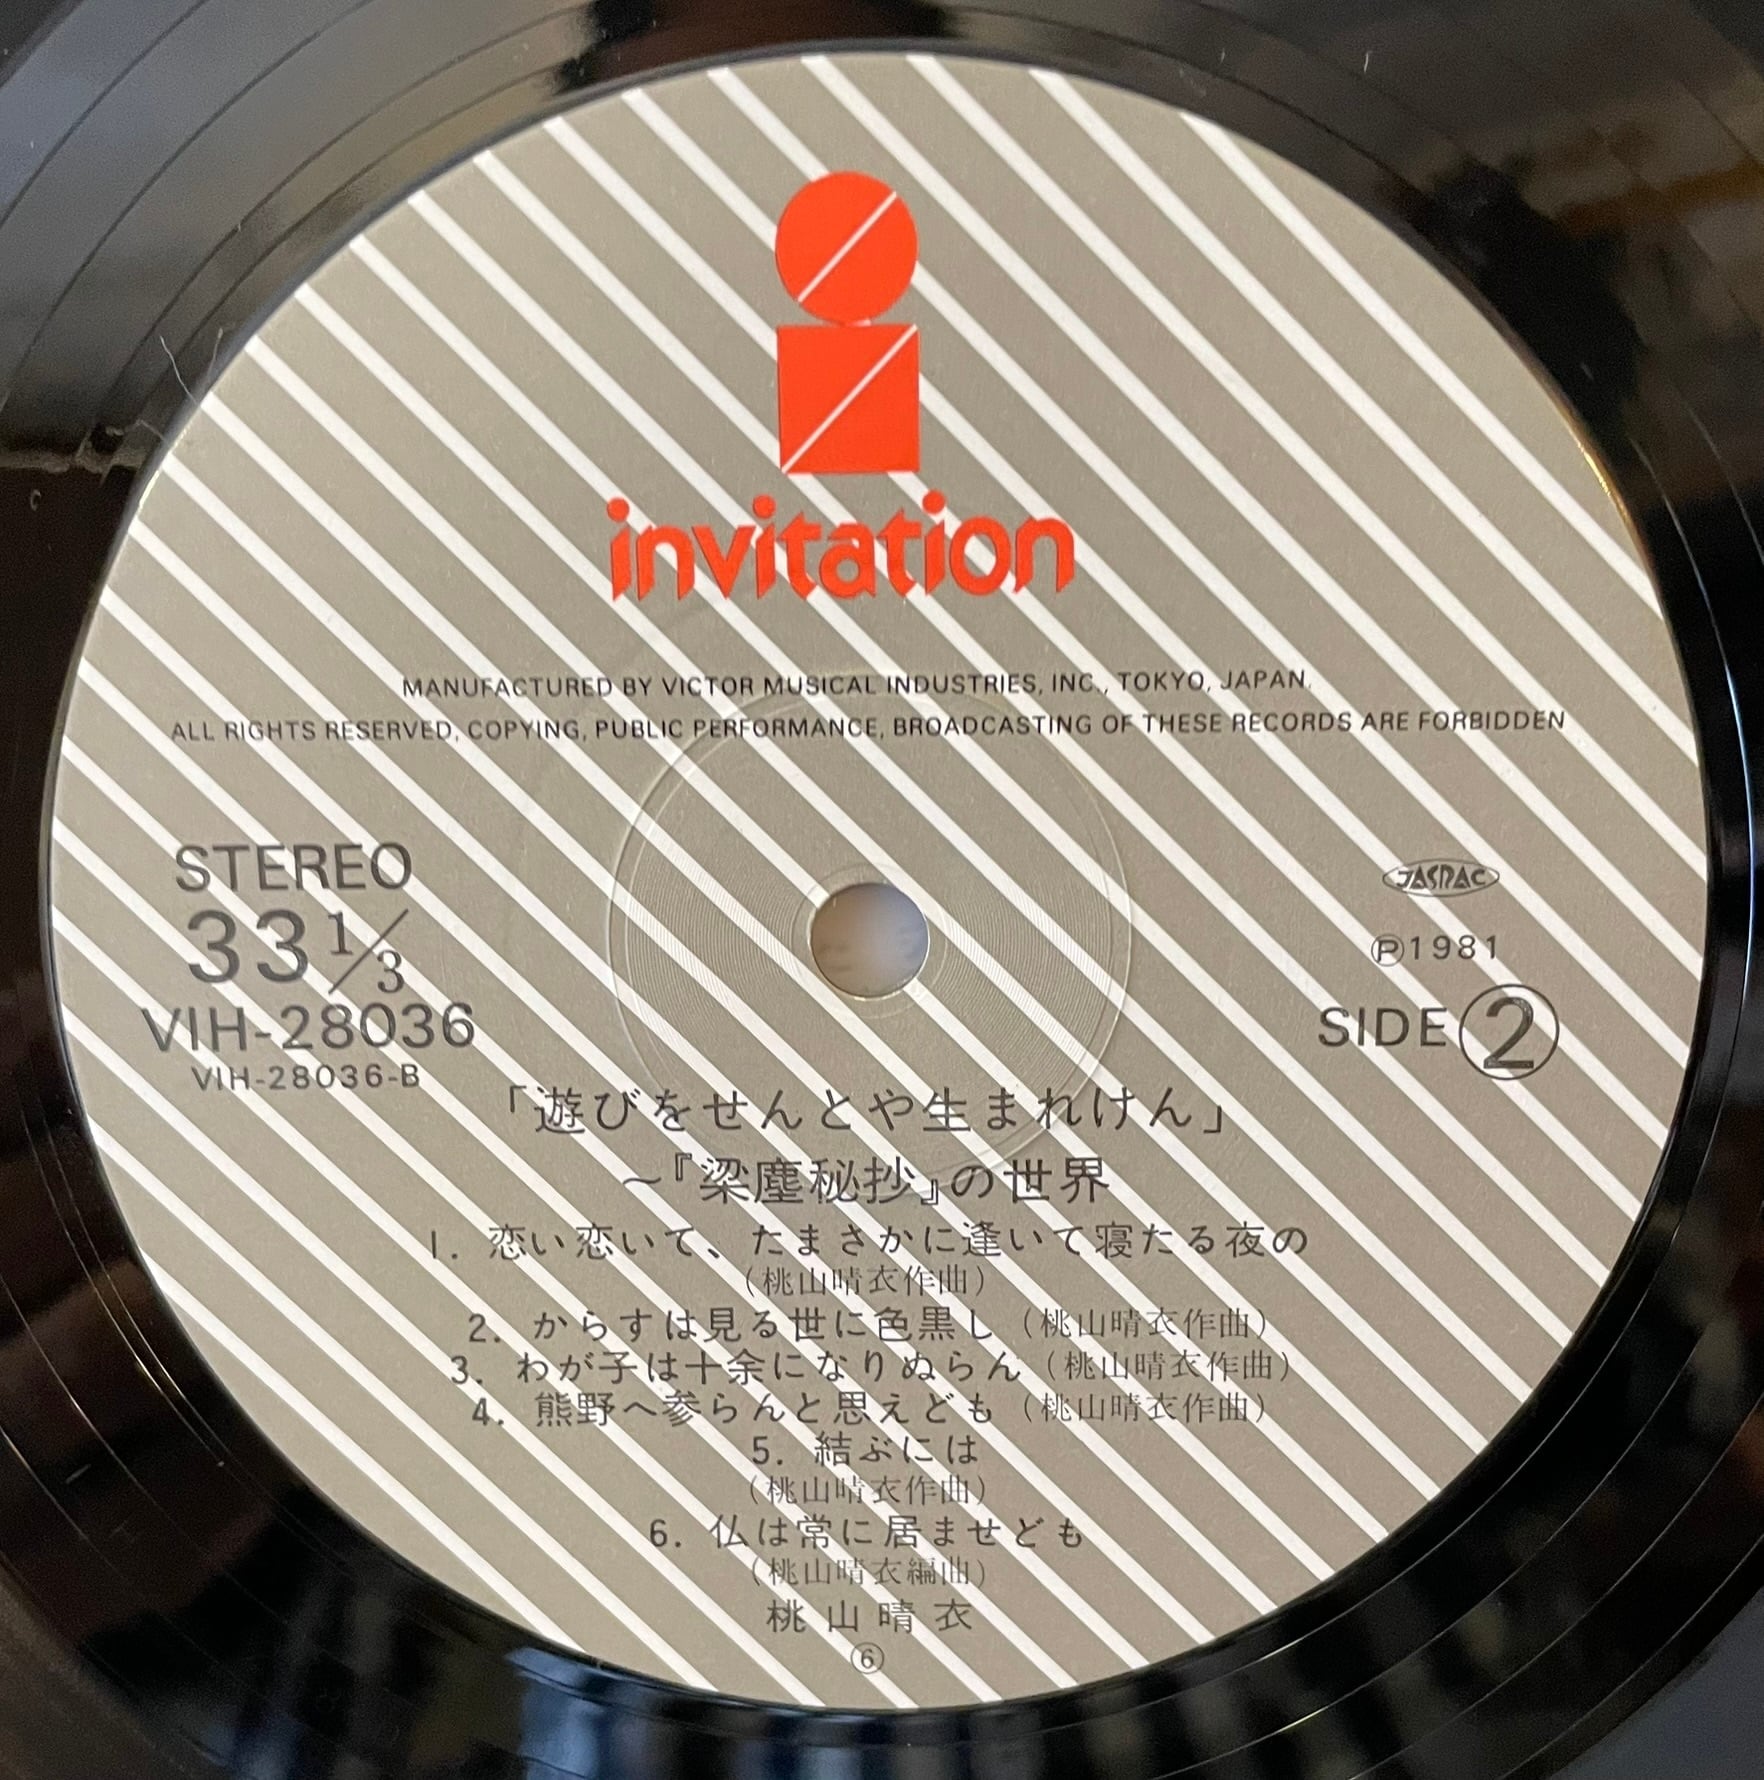 invitation
MANUFACTURED BY VICTOR MUSICAL INDUSTRIES, INC., TOKYO, JAPAN.
ALL RIGHTS RESERVED, COPYING, PUBLIC PERFORMANCE, BROADCASTING OF THESE RECORDS ARE FORBIDDEN
STEREO
33 1/3
VIH-28036
VIH-28036-B
JASRAC
Ⓟ1981
SIDE ②
「遊びをせんとや生まれけん」
〜『梁塵秘抄』の世界
1. 恋い恋いて、たまさかに逢いて寝たる夜の
(桃山晴衣作曲)
2. からすは見る世に色黒し (桃山晴衣作曲)
3. わが子は十余になりぬらん (桃山晴衣作曲)
4. 熊野へ参らんと思えども (桃山晴衣作曲)
5. 結ぶには
(桃山晴衣作曲)
6. 仏は常に居ませども
(桃山晴衣編曲)
桃山晴衣
⑥